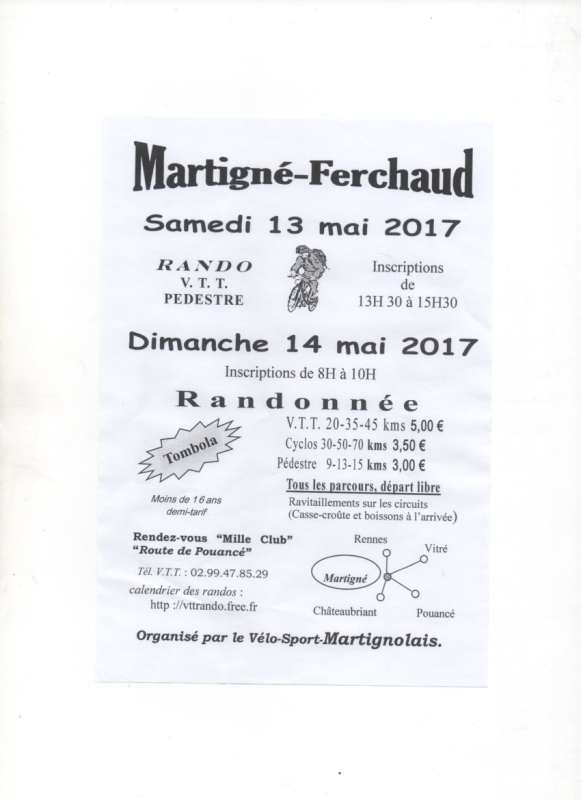 Martigné-Ferchaud
Samedi 13 mai 2017
RANDO
V. T. T.
PEDESTRE
Inscriptions
de
13H 30 à 15H30
Dimanche 14 mai 2017
Inscriptions de 8H à 10H
Randonnée
Tombola
V.T.T. 20-35-45 kms 5,00 €
Cyclos 30-50-70 kms 3,50 €
Pédestre 9-13-15 kms 3,00 €
Tous les parcours, départ libre
Moins de 16 ans
demi-tarif
Ravitaillements sur les circuits
(Casse-croûte et boissons à l'arrivée)
Rendez-vous "Mille Club"
"Route de Pouancé"
Tél. V.T.T. : 02.99.47.85.29
calendrier des randos :
http ://vttrando.free.fr
Rennes
Vitré
Martigné
Châteaubriant
Pouancé
Organisé par le Vélo-Sport-Martignolais.